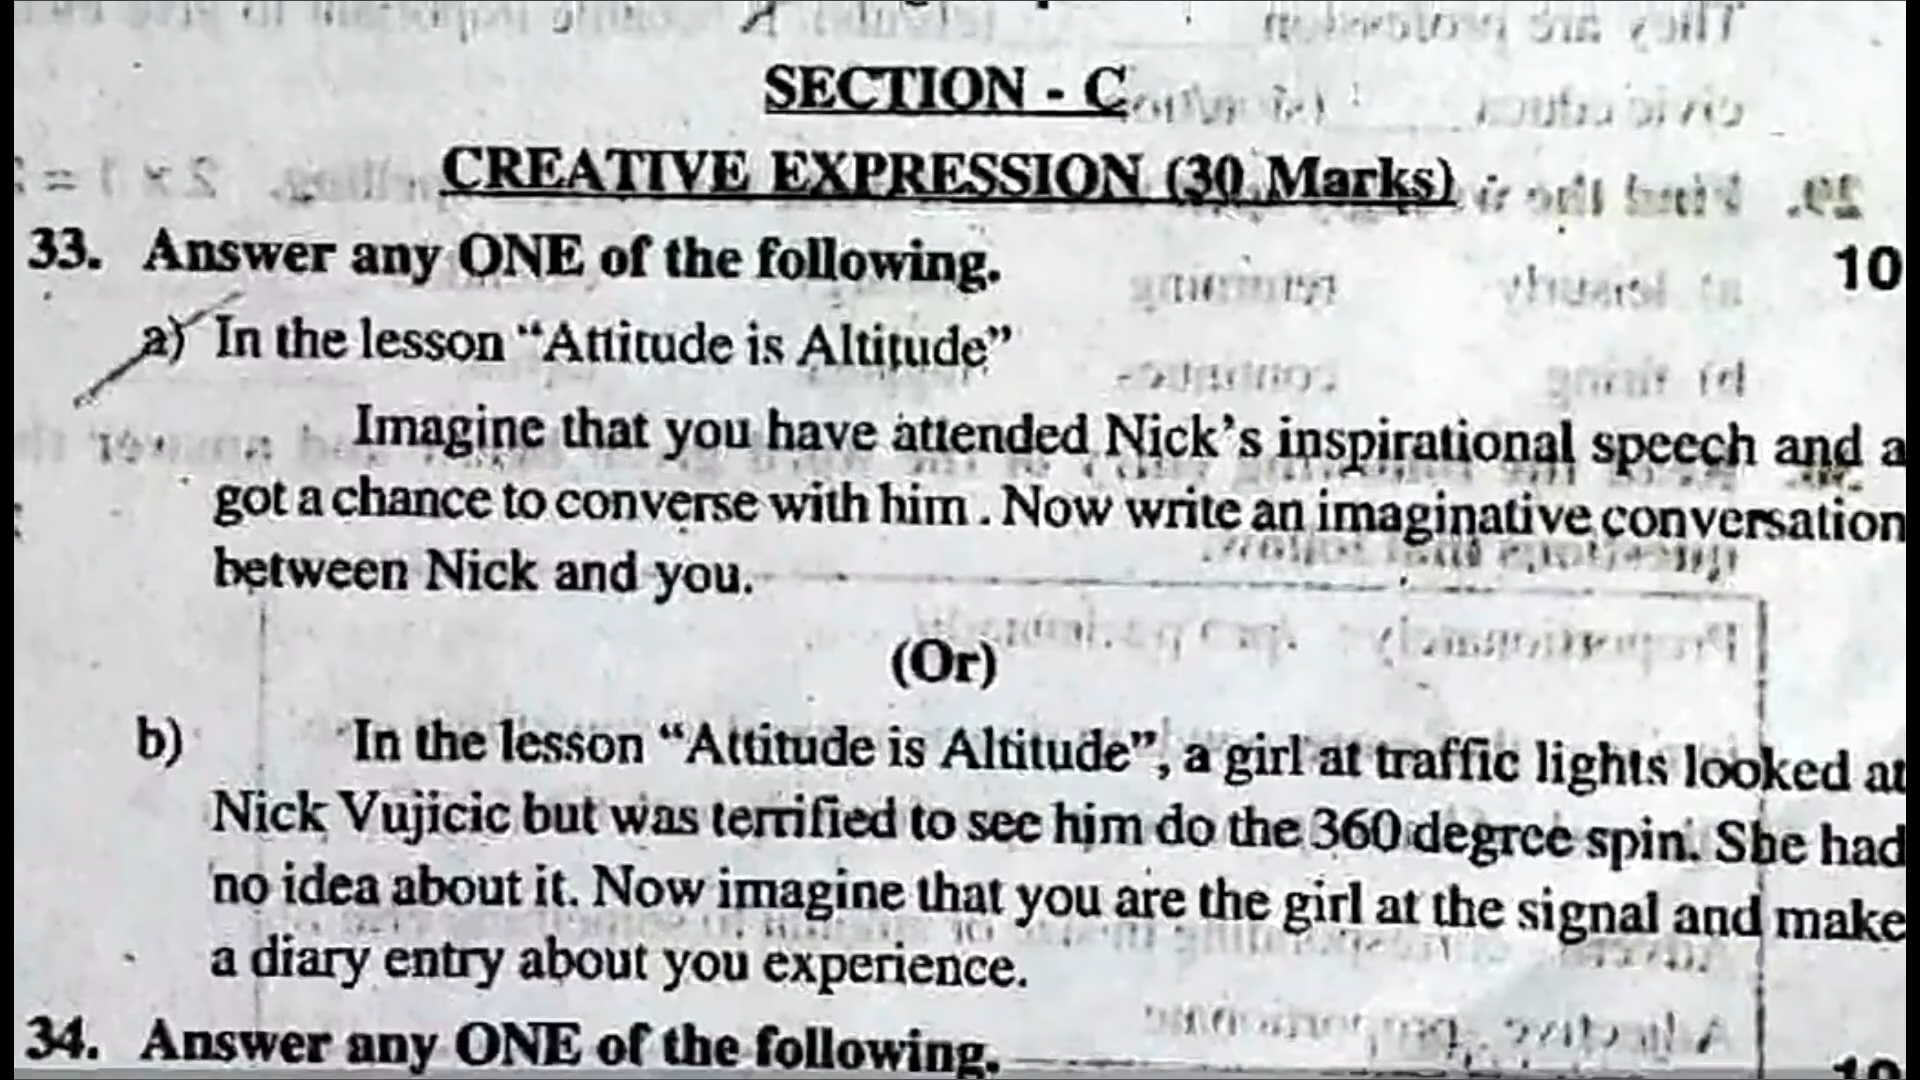 SECTION - C
CREATIVE EXPRESSION (30 Marks)
33. Answer any ONE of the following. 10
a) In the lesson "Attitude is Altitude"
Imagine that you have attended Nick's inspirational speech and a
got a chance to converse with him . Now write an imaginative conversation
between Nick and you.
(Or)
b) In the lesson "Attitude is Altitude", a girl at traffic lights looked at
Nick Vujicic but was terrified to see him do the 360 degree spin. She had
no idea about it. Now imagine that you are the girl at the signal and make
a diary entry about you experience.
34. Answer any ONE of the following. 10